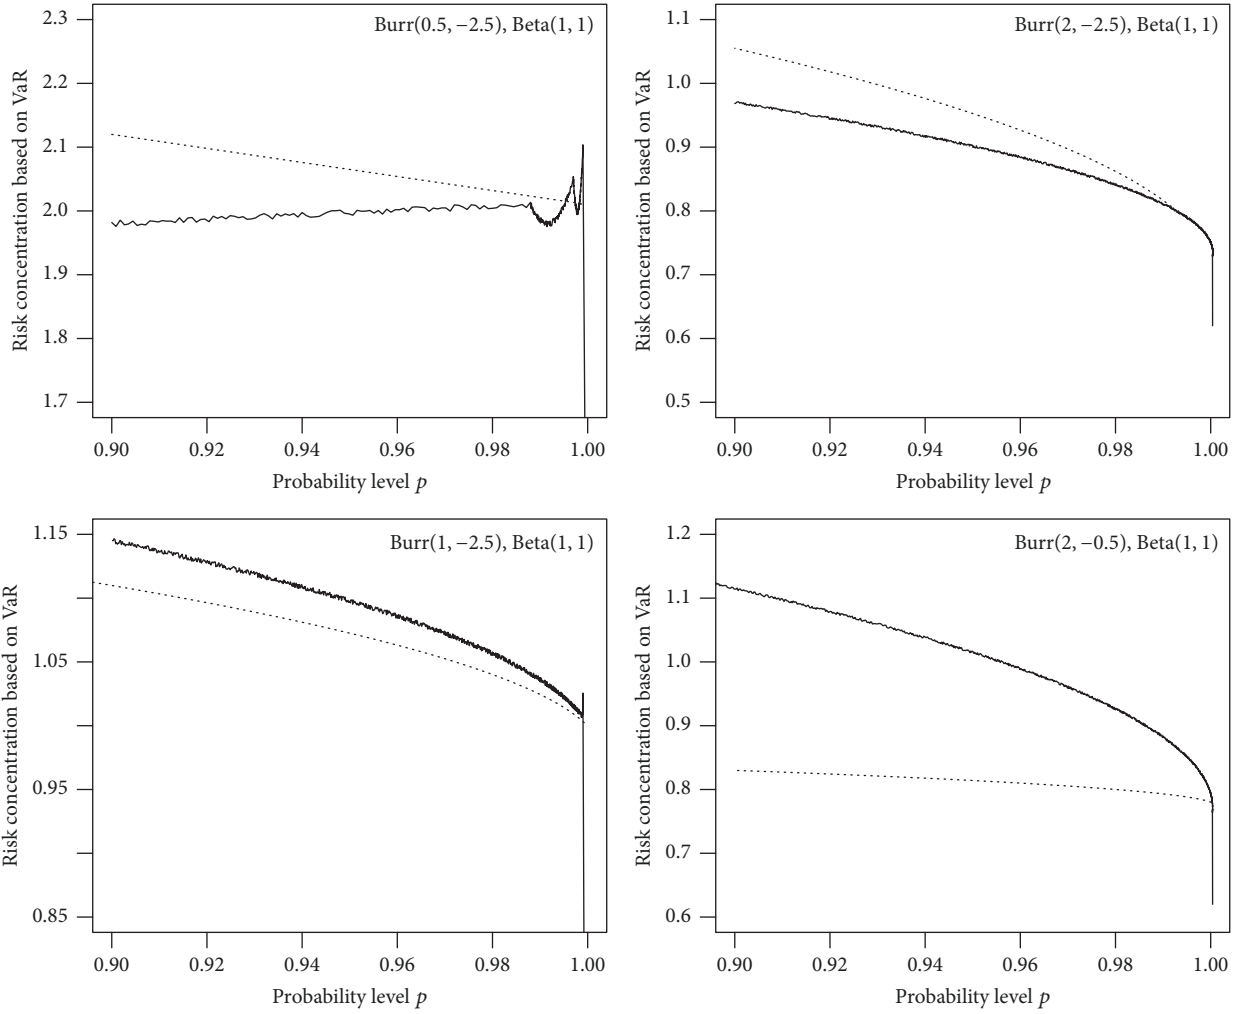 Burr(0.5, −2.5), Beta(1, 1)
Risk concentration based on VaR
2.3
2.2
2.1
2.0
1.9
1.8
1.7
0.90 0.92 0.94 0.96 0.98 1.00
Probability level p
Burr(2, −2.5), Beta(1, 1)
Risk concentration based on VaR
1.1
1.0
0.9
0.8
0.7
0.6
0.5
0.90 0.92 0.94 0.96 0.98 1.00
Probability level p
Burr(1, −2.5), Beta(1, 1)
Risk concentration based on VaR
1.15
1.05
0.95
0.85
0.90 0.92 0.94 0.96 0.98 1.00
Probability level p
Burr(2, −0.5), Beta(1, 1)
Risk concentration based on VaR
1.2
1.1
1.0
0.9
0.8
0.7
0.6
0.90 0.92 0.94 0.96 0.98 1.00
Probability level p